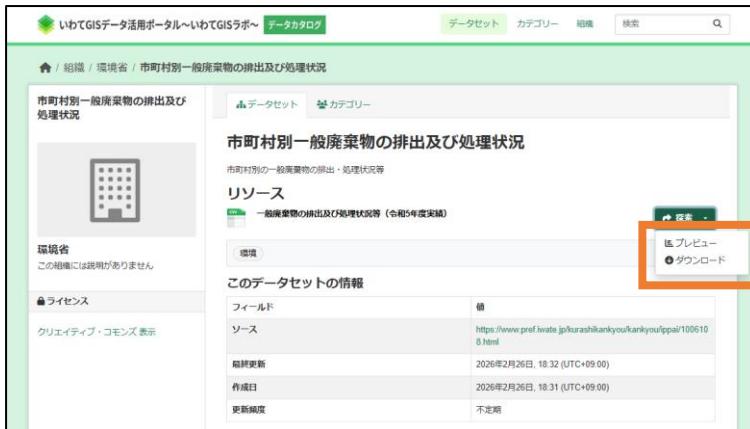 いわてGISデータ活用ポータル～いわてGISラボ～ データカタログ
データセット カテゴリー 組織 検索
/ 組織 / 環境省 / 市町村別一般廃棄物の排出及び処理状況
市町村別一般廃棄物の排出及び
処理状況
環境省
この組織には説明がありません
ライセンス
クリエイティブ・コモンズ 表示
データセット カテゴリー
市町村別一般廃棄物の排出及び処理状況
市町村別の一般廃棄物の排出・処理状況等
リソース
CSV 一般廃棄物の排出及び処理状況等（令和5年度実績）
探索
プレビュー
ダウンロード
環境
このデータセットの情報
フィールド 値
ソース https://www.pref.iwate.jp/kurashikankyou/kankyou/ippai/100610
8.html
最終更新 2026年2月26日, 18:32 (UTC+09:00)
作成日 2026年2月26日, 18:31 (UTC+09:00)
更新頻度 不定期